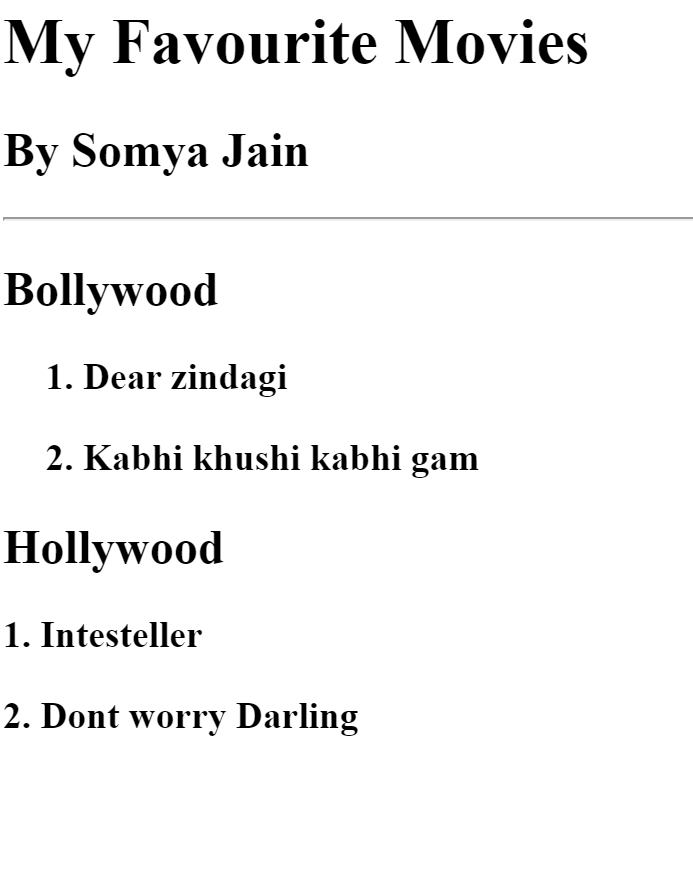 My Favourite Movies
By Somya Jain
Bollywood
1. Dear zindagi
2. Kabhi khushi kabhi gam
Hollywood
1. Intesteller
2. Dont worry Darling